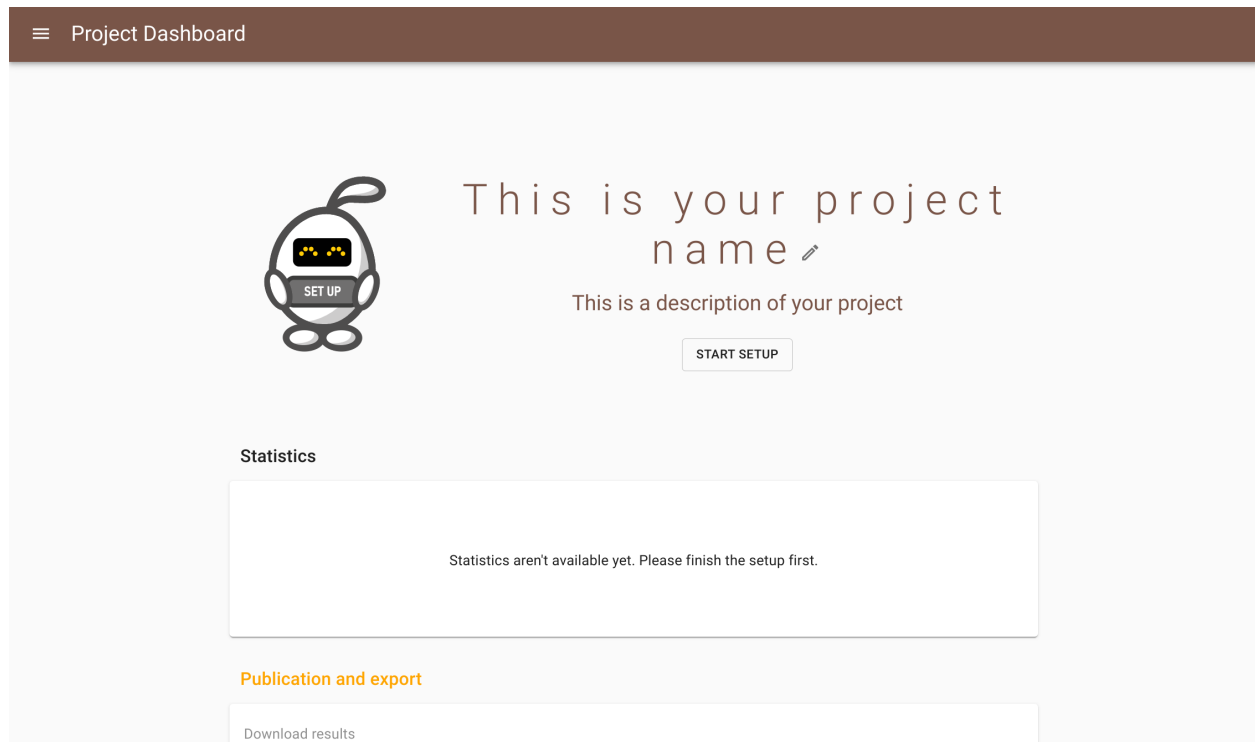 Project Dashboard
This is your project
name
This is a description of your project
SET UP
START SETUP
Statistics
Statistics aren't available yet. Please finish the setup first.
Publication and export
Download results